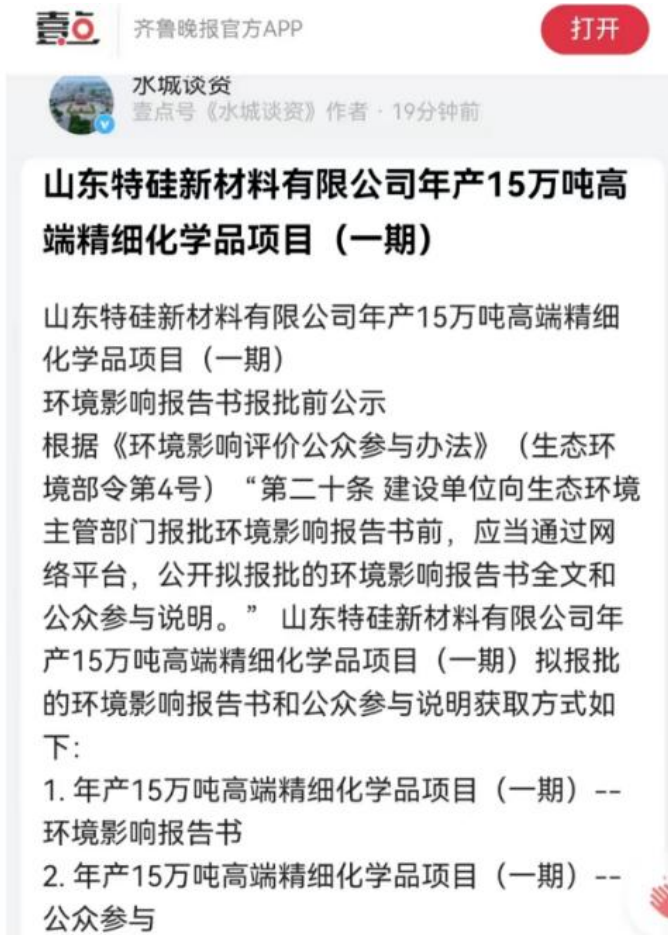 壹点
齐鲁晚报官方APP
打开
水城谈资
壹点号《水城谈资》作者 · 19分钟前
山东特硅新材料有限公司年产15万吨高
端精细化学品项目（一期）
山东特硅新材料有限公司年产15万吨高端精细
化学品项目（一期）
环境影响报告书报批前公示
根据《环境影响评价公众参与办法》（生态环
境部令第4号）“第二十条 建设单位向生态环境
主管部门报批环境影响报告书前，应当通过网
络平台，公开拟报批的环境影响报告书全文和
公众参与说明。” 山东特硅新材料有限公司年
产15万吨高端精细化学品项目（一期）拟报批
的环境影响报告书和公众参与说明获取方式如
下：
1. 年产15万吨高端精细化学品项目（一期）--
环境影响报告书
2. 年产15万吨高端精细化学品项目（一期）--
公众参与